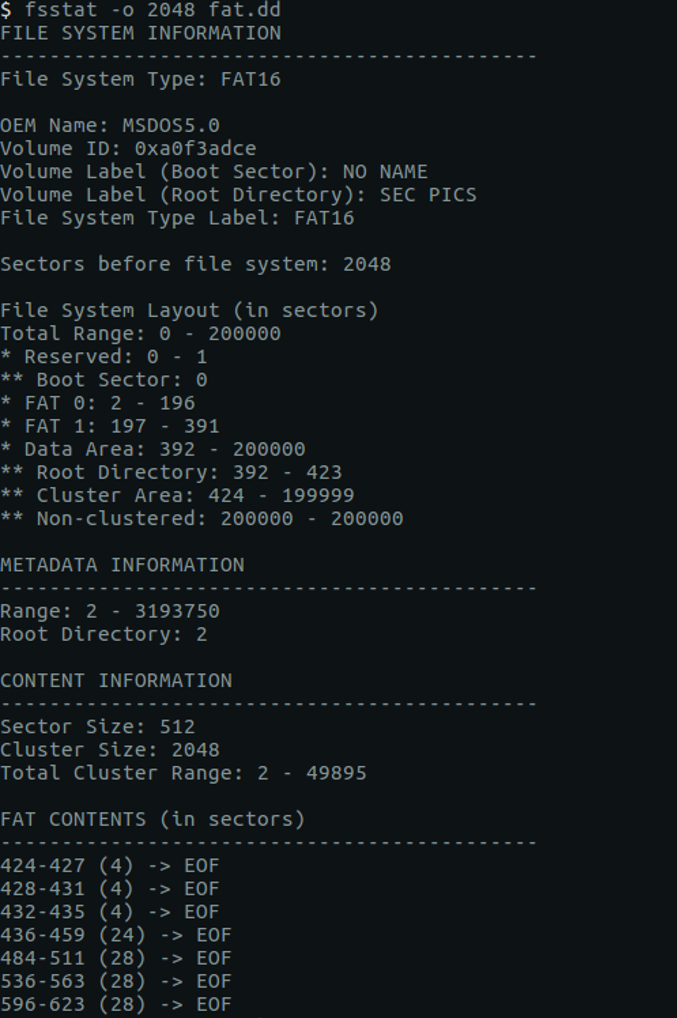 $ fsstat -o 2048 fat.dd
FILE SYSTEM INFORMATION
--------------------------------------------
File System Type: FAT16

OEM Name: MSDOS5.0
Volume ID: 0xa0f3adce
Volume Label (Boot Sector): NO NAME
Volume Label (Root Directory): SEC PICS
File System Type Label: FAT16

Sectors before file system: 2048

File System Layout (in sectors)
Total Range: 0 - 200000
* Reserved: 0 - 1
** Boot Sector: 0
* FAT 0: 2 - 196
* FAT 1: 197 - 391
* Data Area: 392 - 200000
** Root Directory: 392 - 423
** Cluster Area: 424 - 199999
** Non-clustered: 200000 - 200000

METADATA INFORMATION
--------------------------------------------
Range: 2 - 3193750
Root Directory: 2

CONTENT INFORMATION
--------------------------------------------
Sector Size: 512
Cluster Size: 2048
Total Cluster Range: 2 - 49895

FAT CONTENTS (in sectors)
--------------------------------------------
424-427 (4) -> EOF
428-431 (4) -> EOF
432-435 (4) -> EOF
436-459 (24) -> EOF
484-511 (28) -> EOF
536-563 (28) -> EOF
596-623 (28) -> EOF